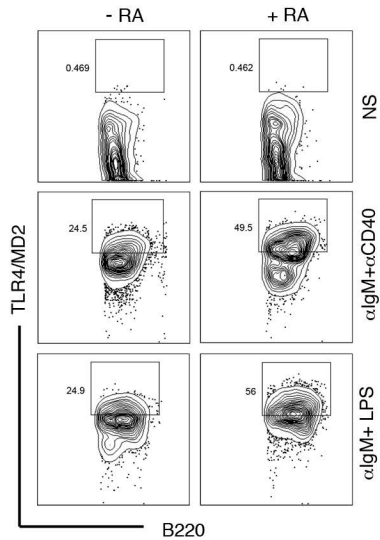 - RA
+ RA
0.469
0.462
NS
24.5
49.5
αIgM+αCD40
24.9
56
αIgM+ LPS
TLR4/MD2
B220